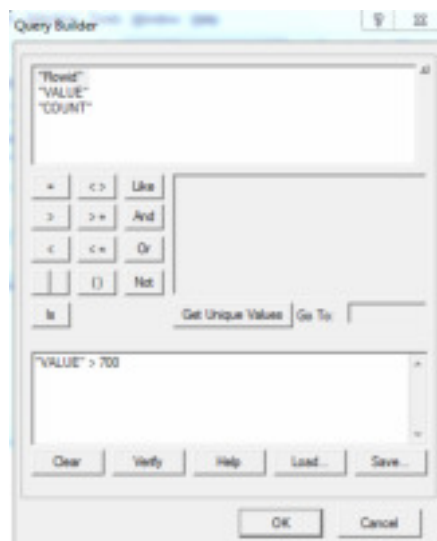 Query Builder
"Rowid"
"VALUE"
"COUNT"
= <> Like
> >= And
< <= Or
() Not
Is
Get Unique Values Go To:
"VALUE" > 700
Clear Verify Help Load... Save...
OK Cancel